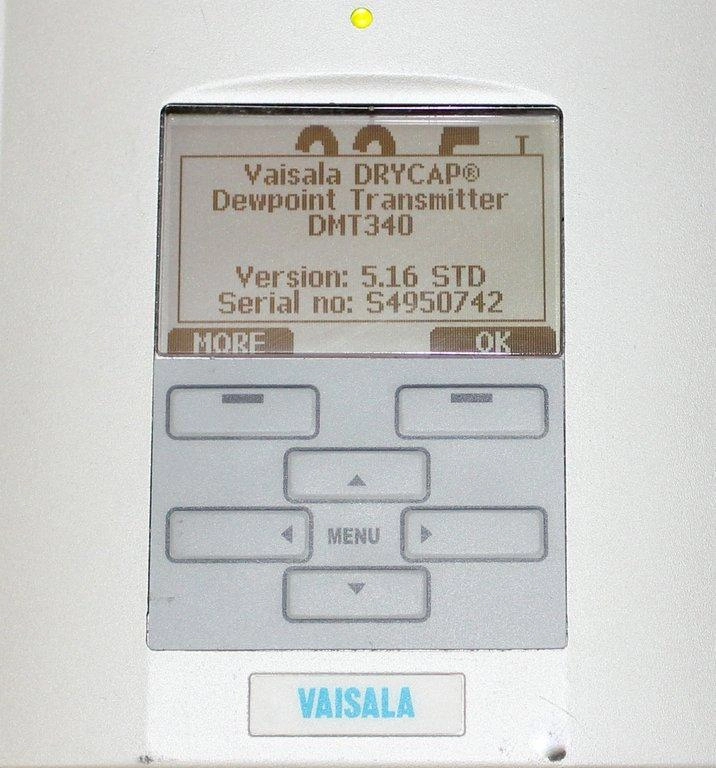 T
Vaisala DRYCAP®
Dewpoint Transmitter
DMT340
Version: 5.16 STD
Serial no: S4950742
MORE OK
MENU
VAISALA